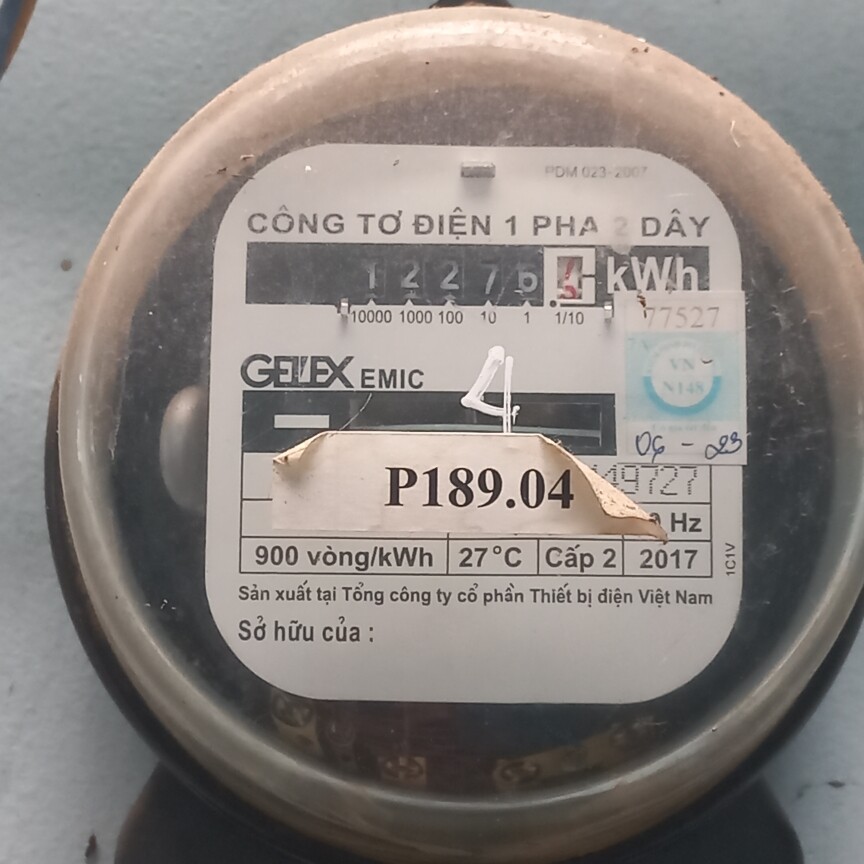 PDM 023-2007
CÔNG TƠ ĐIỆN 1 PHA 2 DÂY
1 2 2 7 6 kWh
10000 1000 100 10 1 1/10
77527
GELEX EMIC
VN
N148
4
06 - 23
P189.04
49727
Hz
900 vòng/kWh 27°C Cấp 2 2017
1C1V
Sản xuất tại Tổng công ty cổ phần Thiết bị điện Việt Nam
Sở hữu của :